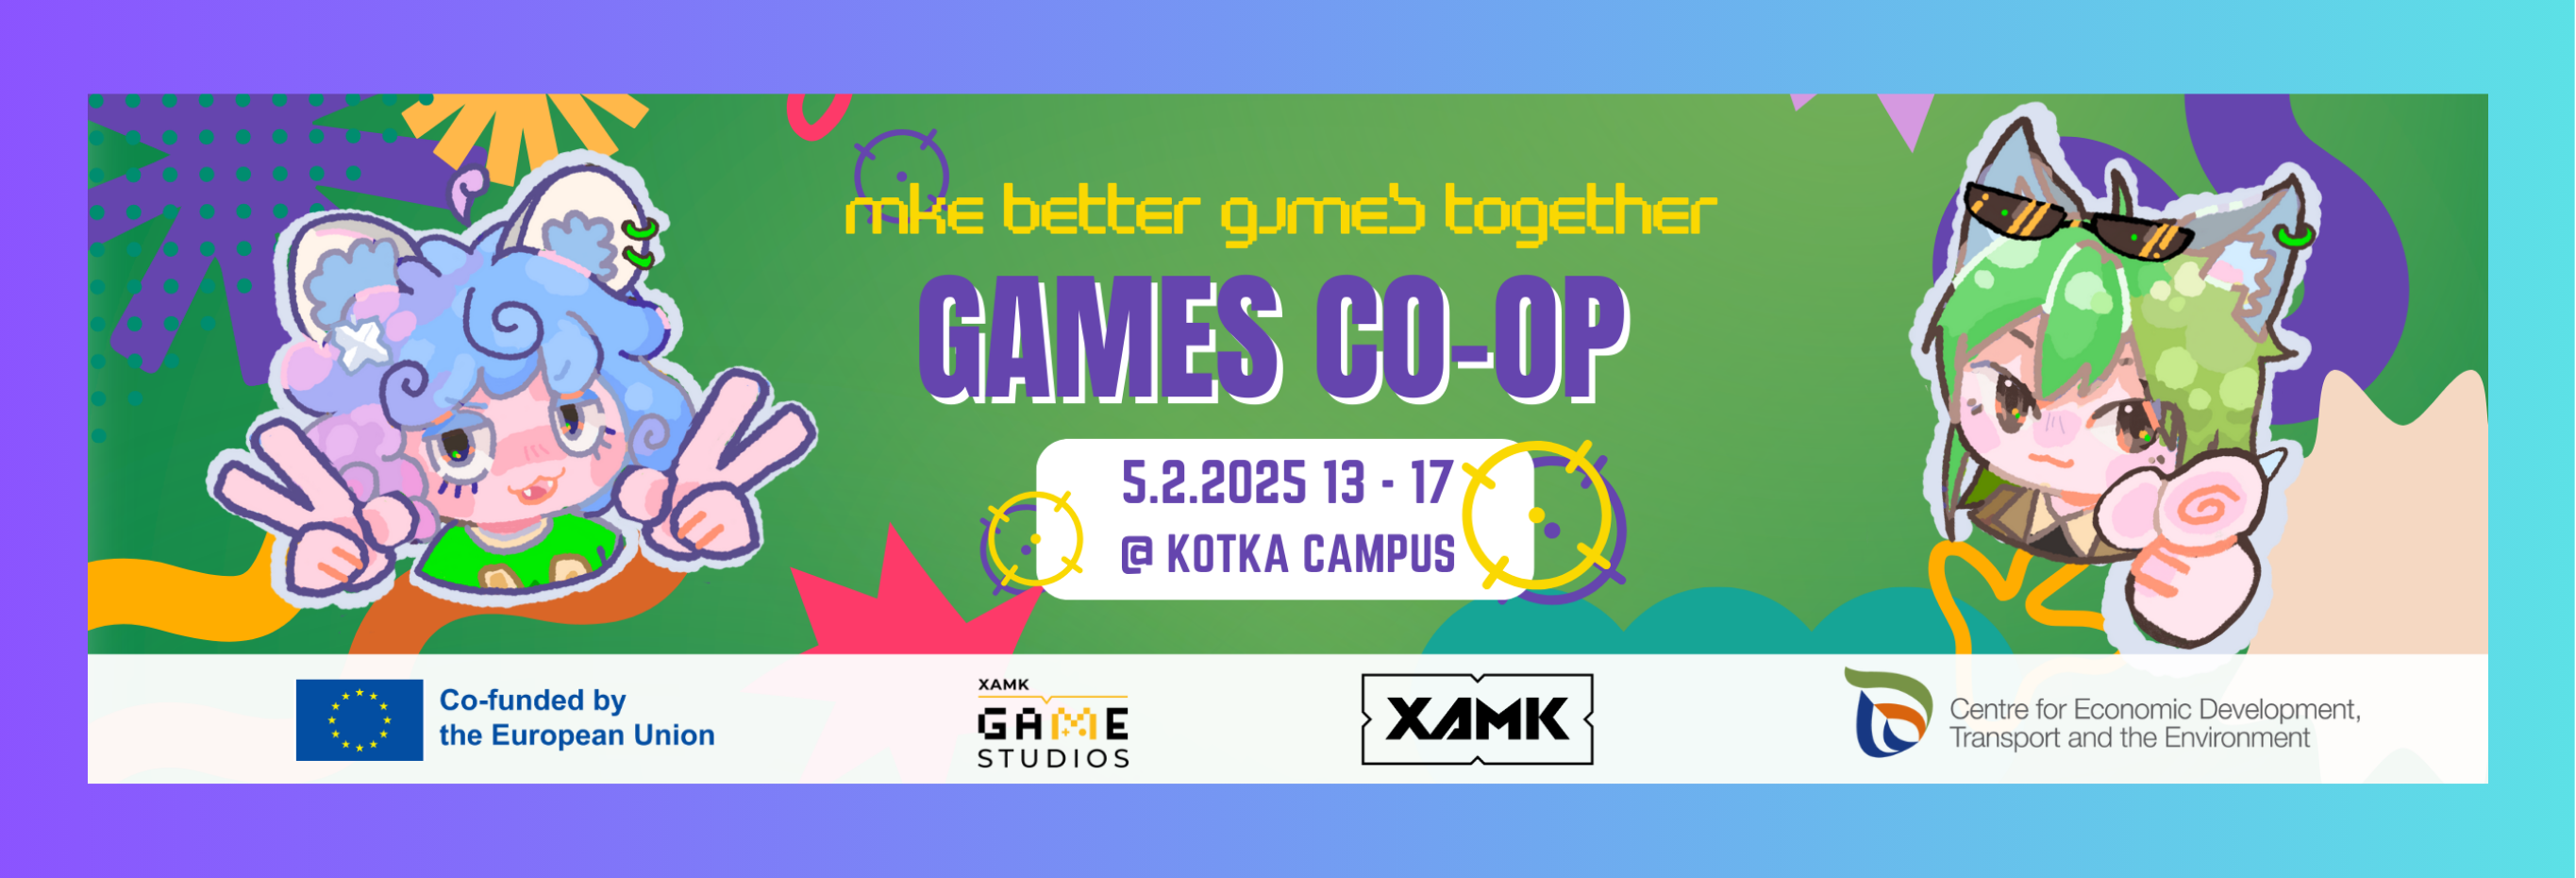 mke better games together
GAMES CO-OP
5.2.2025 13 - 17
@ KOTKA CAMPUS
Co-funded by
the European Union
XAMK
GAME
STUDIOS
XAMK
Centre for Economic Development,
Transport and the Environment